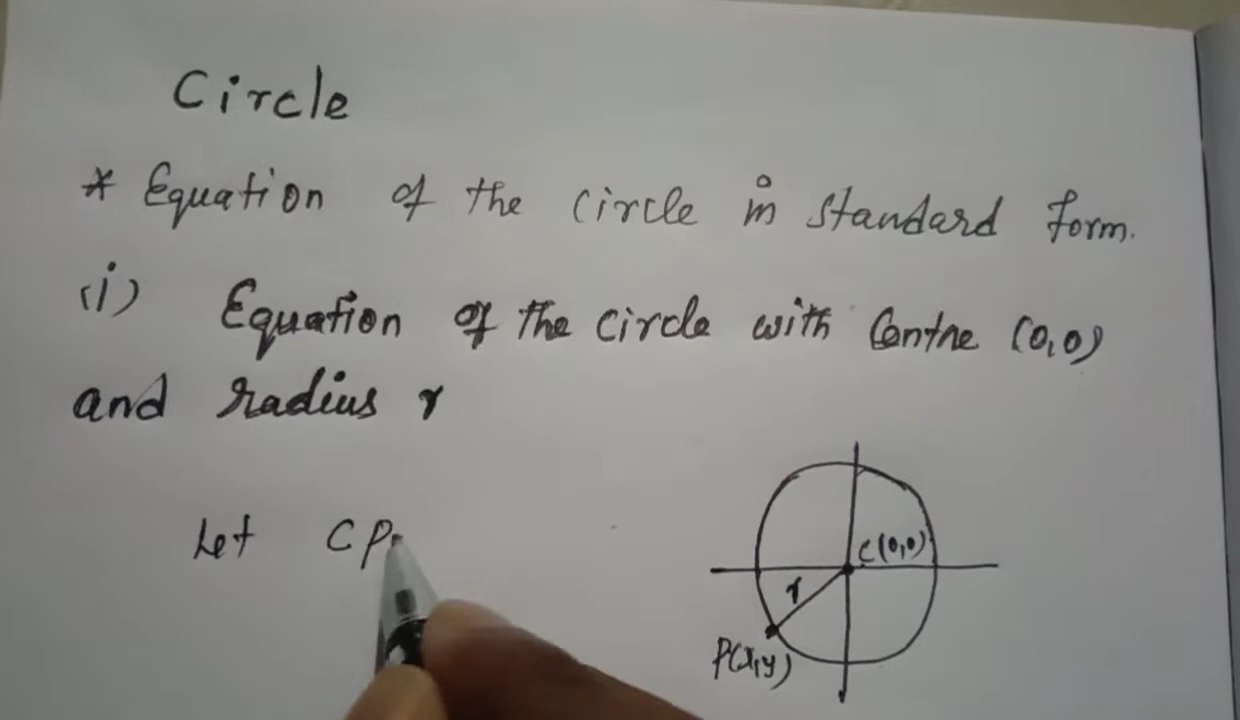 Circle
* Equation of the circle in standard form.
(i) Equation of the circle with Centre (0,0)
and radius r
Let CP
C(0,0)
r
P(x,y)